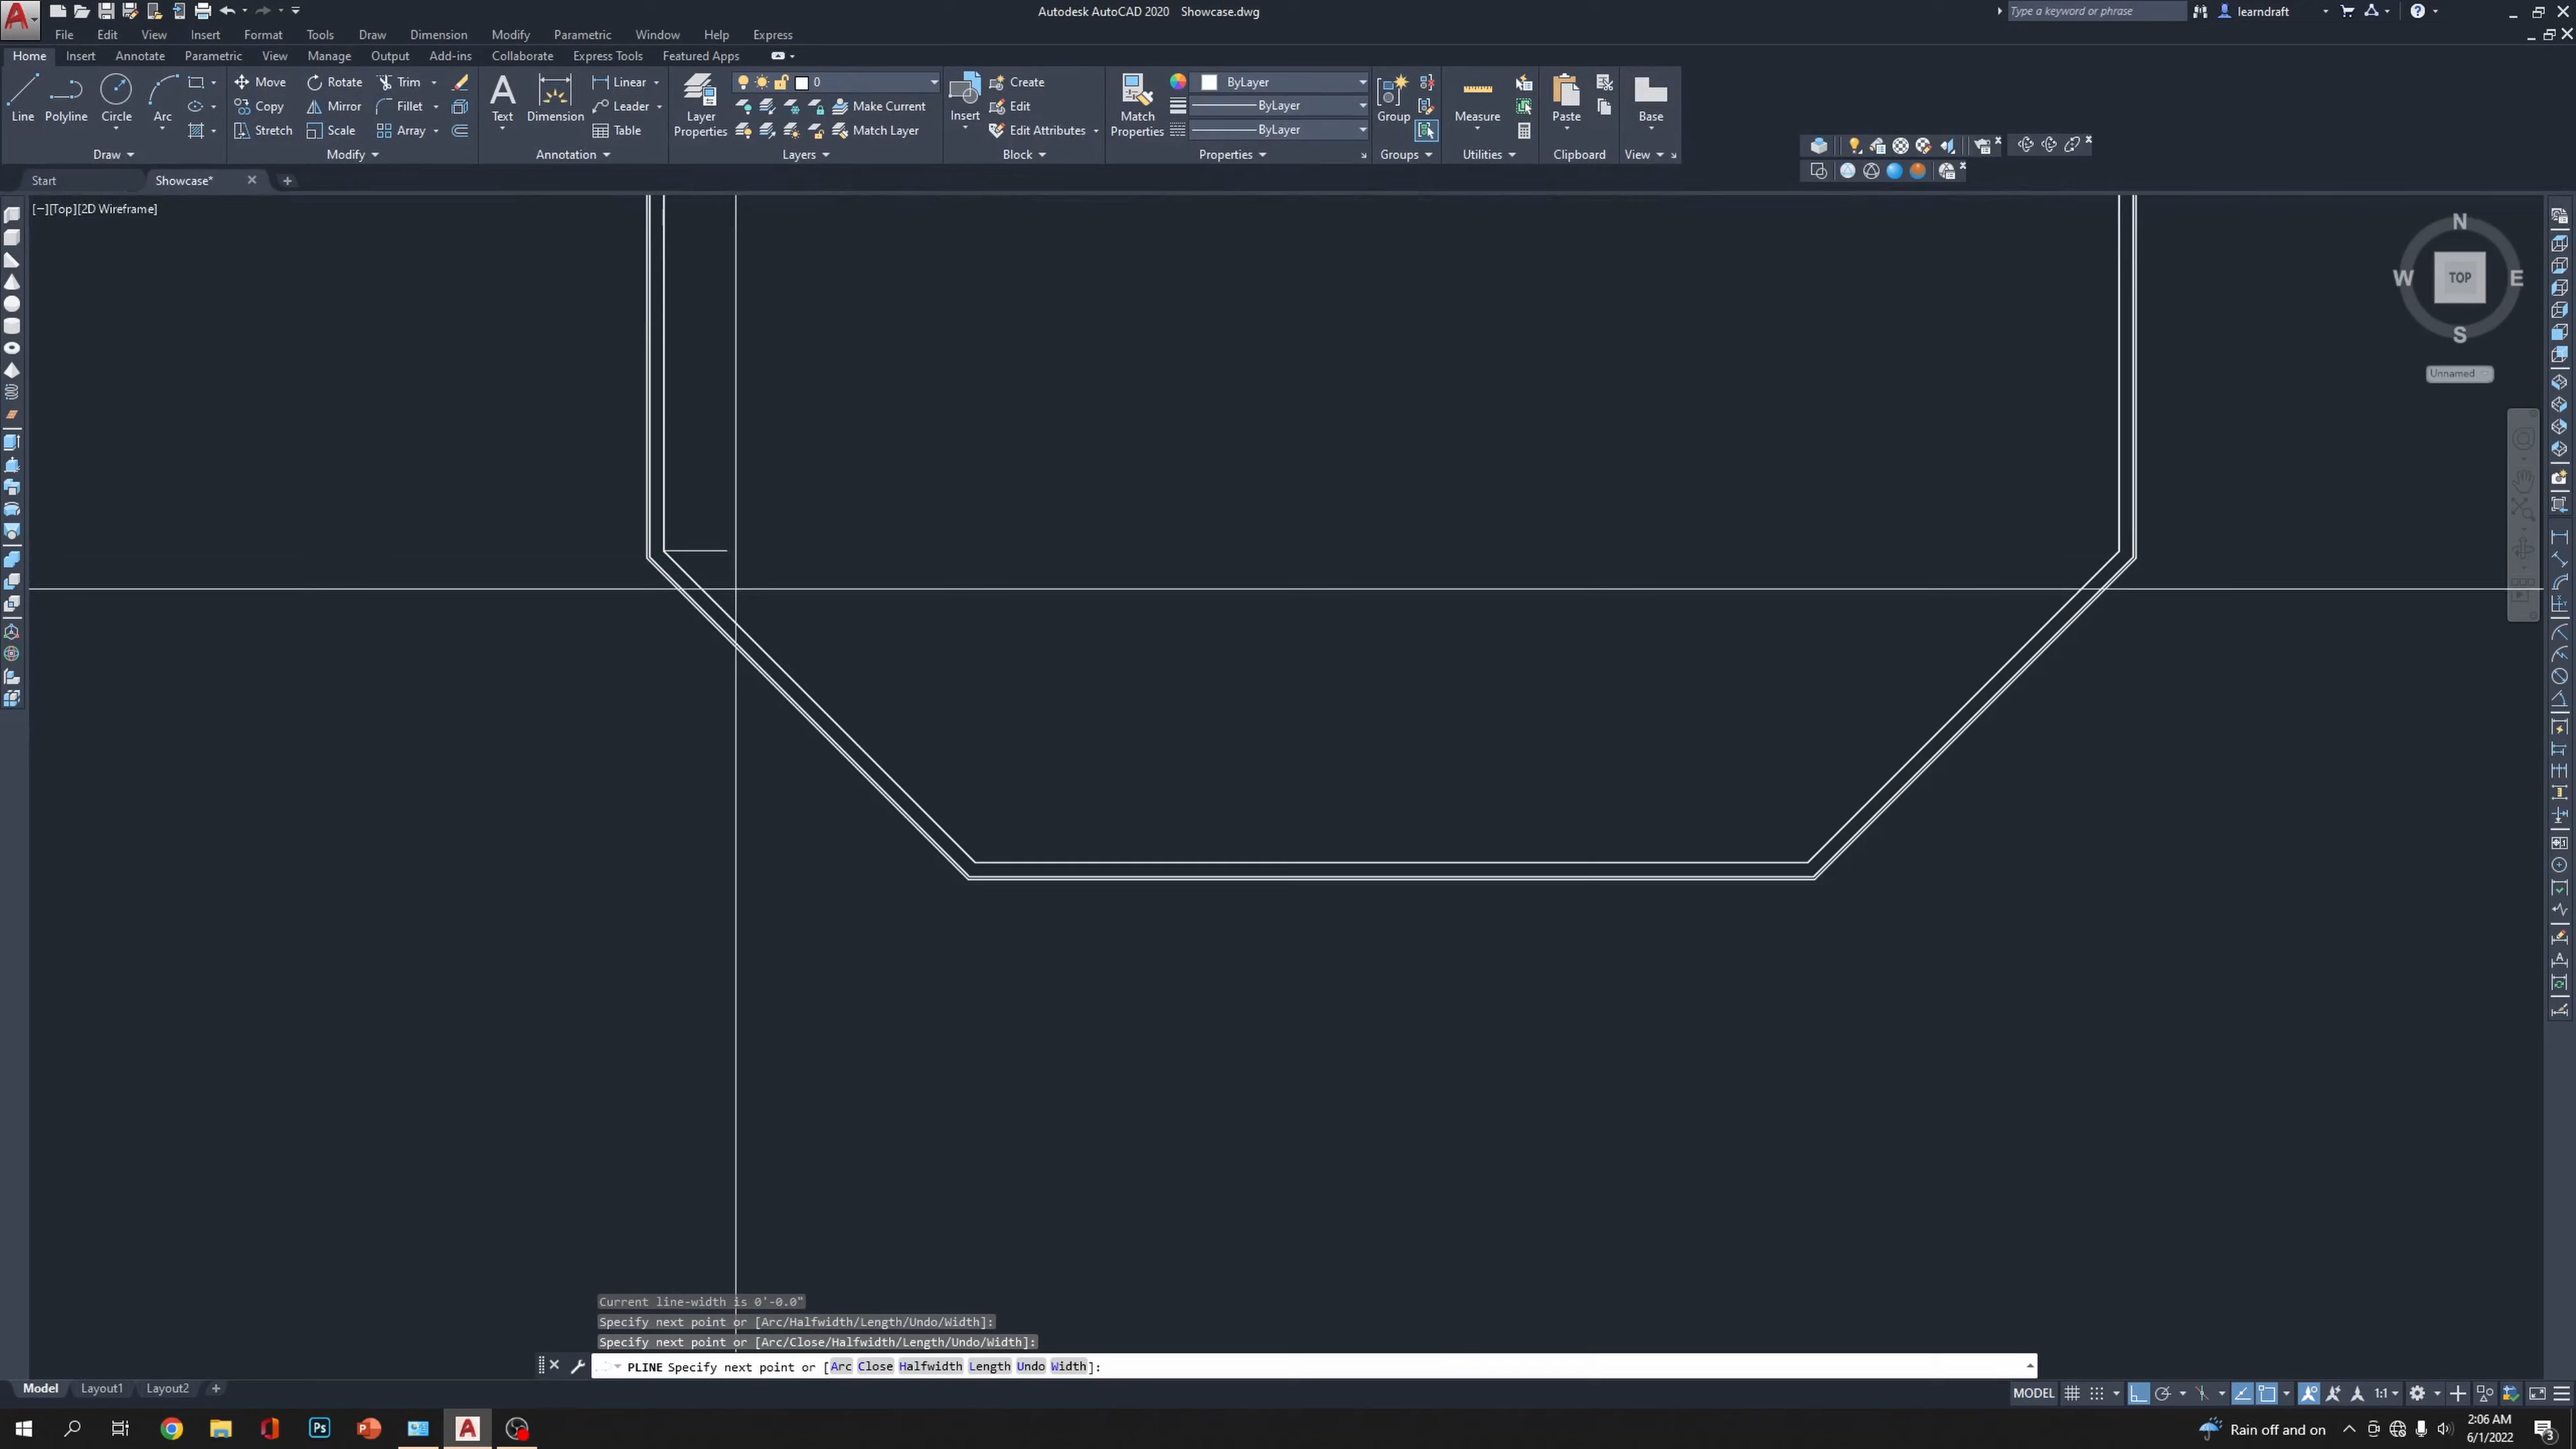 Autodesk AutoCAD 2020 Showcase.dwg
Type a keyword or phrase
learndraft
File Edit View Insert Format Tools Draw Dimension Modify Parametric Window Help Express
Home Insert Annotate Parametric View Manage Output Add-ins Collaborate Express Tools Featured Apps
Line Polyline Circle Arc
Draw
Move Rotate Trim
Copy Mirror Fillet
Stretch Scale Array
Modify
Text Dimension
Linear
Leader
Table
Annotation
Layer Properties
0
Make Current
Match Layer
Layers
Insert
Create
Edit
Edit Attributes
Block
Match Properties
ByLayer
ByLayer
ByLayer
Properties
Group
Groups
Measure
Utilities
Paste
Clipboard
Base
View
Start
Showcase*
[−][Top][2D Wireframe]
N
W TOP E
S
Unnamed
Current line-width is 0'-0.0"
Specify next point or [Arc/Halfwidth/Length/Undo/Width]:
Specify next point or [Arc/Close/Halfwidth/Length/Undo/Width]:
PLINE Specify next point or [Arc Close Halfwidth Length Undo Width]:
Model Layout1 Layout2
MODEL
1:1
Ps
P
A
Rain off and on
2:06 AM
6/1/2022
3